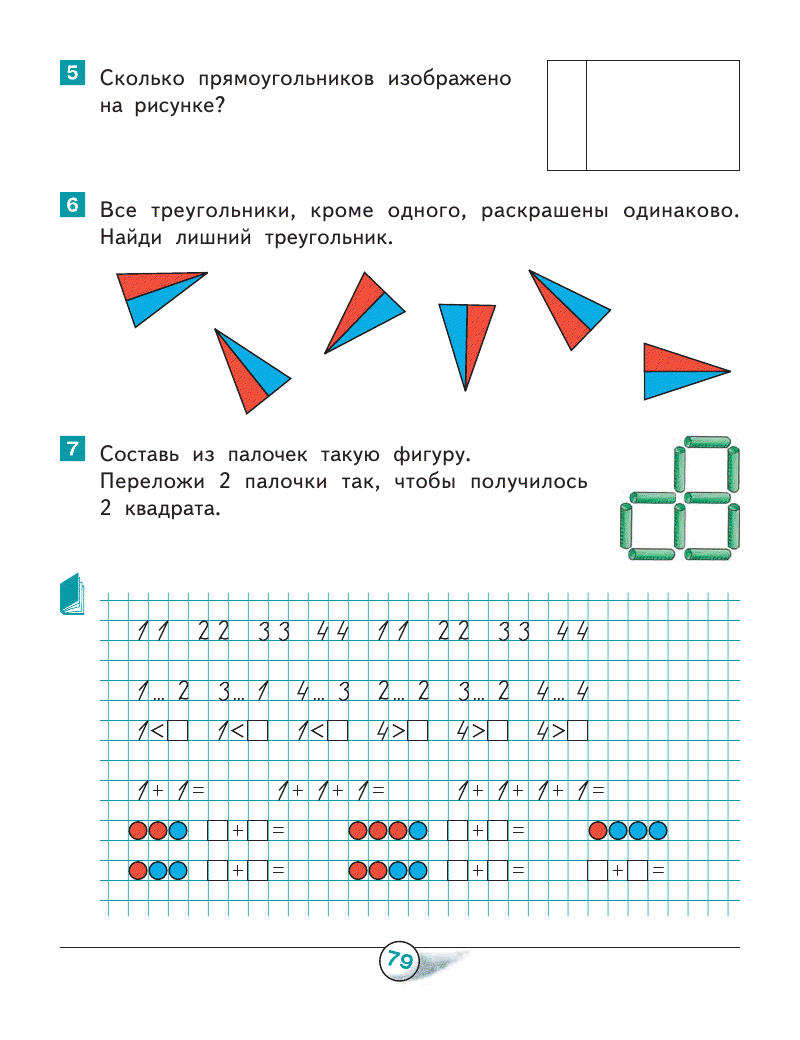 5 Сколько прямоугольников изображено
на рисунке?
6 Все треугольники, кроме одного, раскрашены одинаково.
Найди лишний треугольник.
7 Составь из палочек такую фигуру.
Переложи 2 палочки так, чтобы получилось
2 квадрата.
1 1 2 2 3 3 4 4 1 1 2 2 3 3 4 4
1 ... 2 3 ... 1 4 ... 3 2 ... 2 3 ... 2 4 ... 4
1 < □ 1 < □ 1 < □ 4 > □ 4 > □ 4 > □
1 + 1 = 1 + 1 + 1 = 1 + 1 + 1 + 1 =
□ + □ = □ + □ =
□ + □ = □ + □ = □ + □ =
79